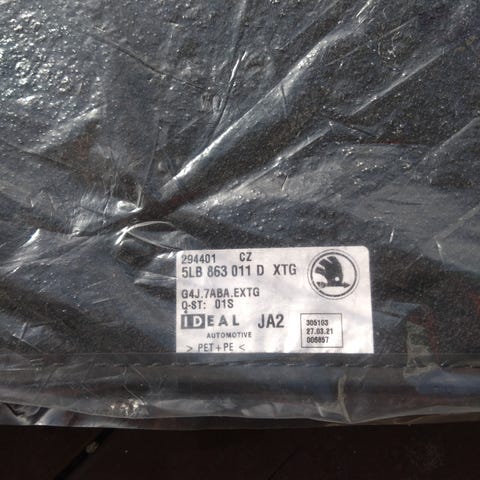 294401 CZ
5LB 863 011 D XTG
G4J.7ABA.EXTG
Q-ST: 01S
IDEAL JA2
AUTOMOTIVE
> PET+PE <
305103
27.03.21
006857